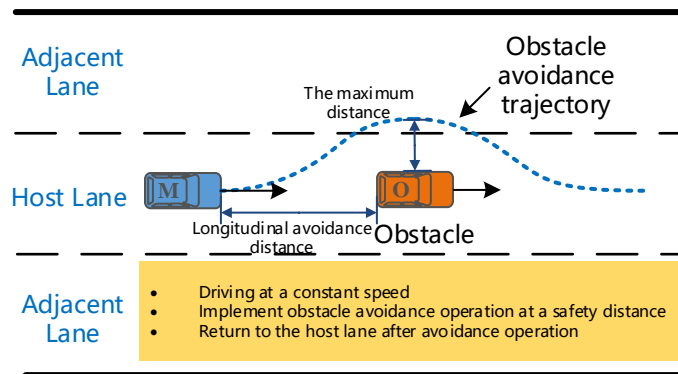 Adjacent
Lane
Obstacle
avoidance
trajectory
The maximum
distance
Host Lane
M
O
Longitudinal avoidance
distance
Obstacle
Adjacent
Lane
• Driving at a constant speed
• Implement obstacle avoidance operation at a safety distance
• Return to the host lane after avoidance operation